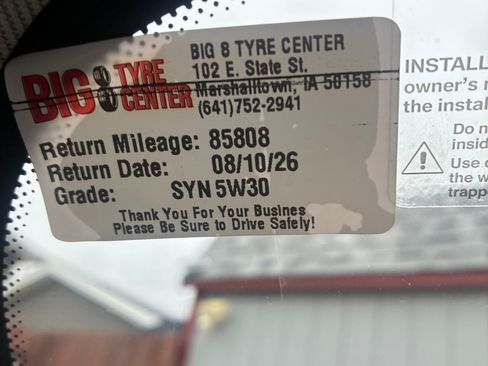 BIG 8 TYRE CENTER
BIG 8 TYRE CENTER
102 E. State St.
Marshalltown, IA 50158
(641)752-2941
Return Mileage: 85808
Return Date: 08/10/26
Grade: SYN 5W30
Thank You For Your Busines
Please Be Sure to Drive Safely!
INSTALL
owner's
the instal
Do no
insid
Use
the w
trapp